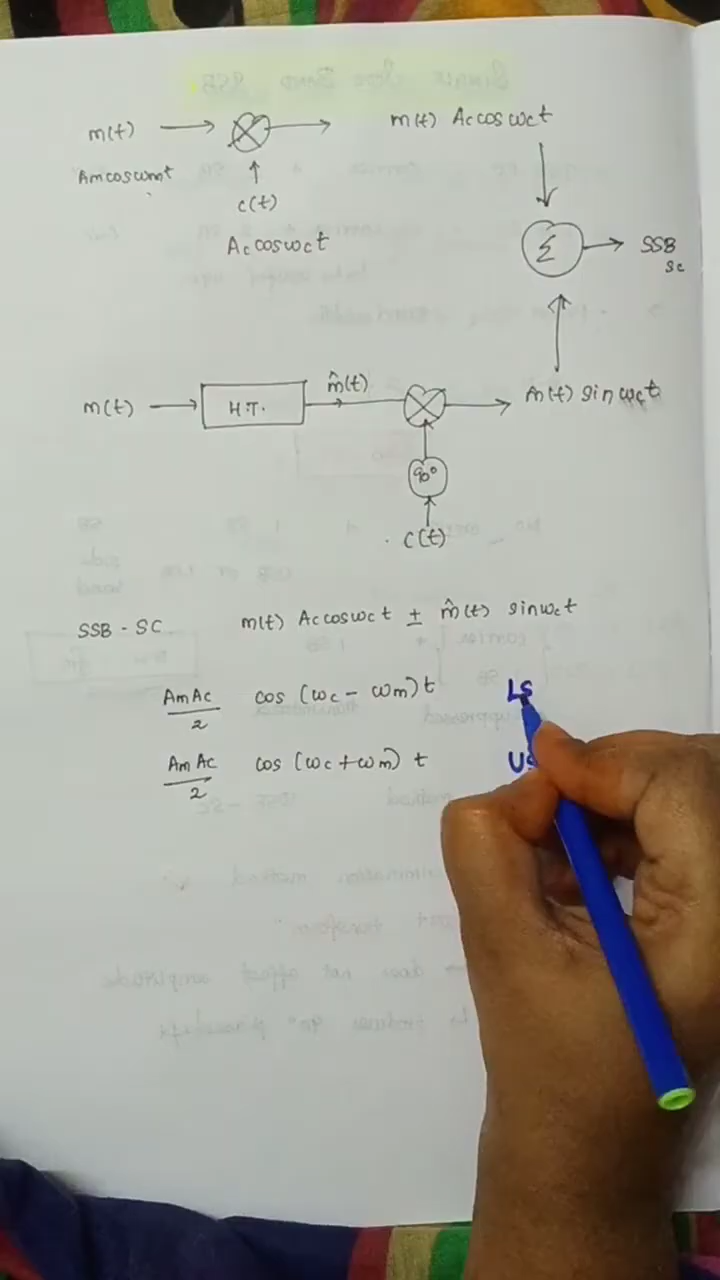 m(t) → ⊗ → m(t) Ac cos ωct
Am cos ωmt
c(t)
Ac cos ωct
Σ → SSB
SC
m(t) → H.T. → m̂(t) → ⊗ → m̂(t) sin ωct
90°
c(t)
SSB - SC m(t) Ac cos ωct ± m̂(t) sin ωct
AmAc/2 cos (ωc - ωm) t LS
AmAc/2 cos (ωc + ωm) t US